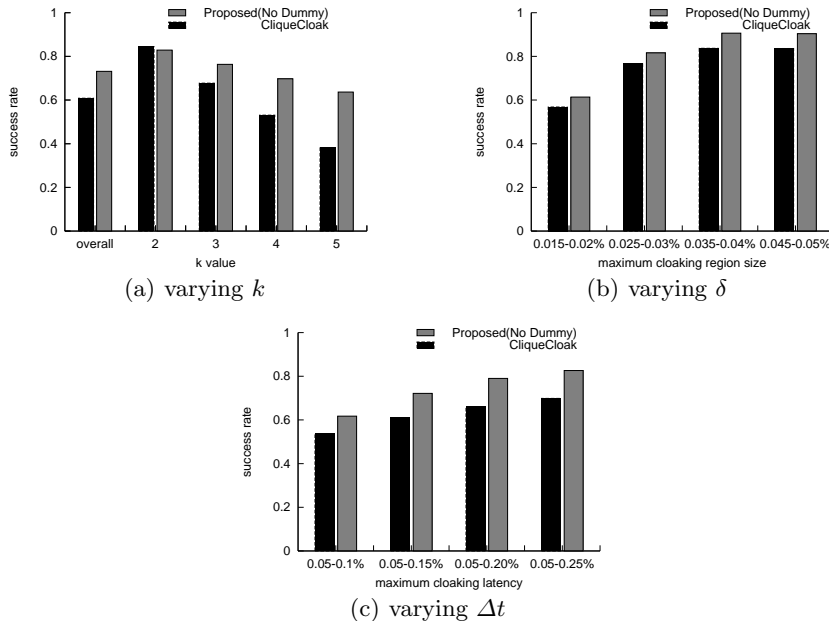 Proposed(No Dummy)
CliqueCloak
1
0.8
0.6
0.4
0.2
0
success rate
overall 2 3 4 5
k value
(a) varying k
Proposed(No Dummy)
CliqueCloak
1
0.8
0.6
0.4
0.2
0
success rate
0.015-0.02% 0.025-0.03% 0.035-0.04% 0.045-0.05%
maximum cloaking region size
(b) varying δ
Proposed(No Dummy)
CliqueCloak
1
0.8
0.6
0.4
0.2
0
success rate
0.05-0.1% 0.05-0.15% 0.05-0.20% 0.05-0.25%
maximum cloaking latency
(c) varying Δt